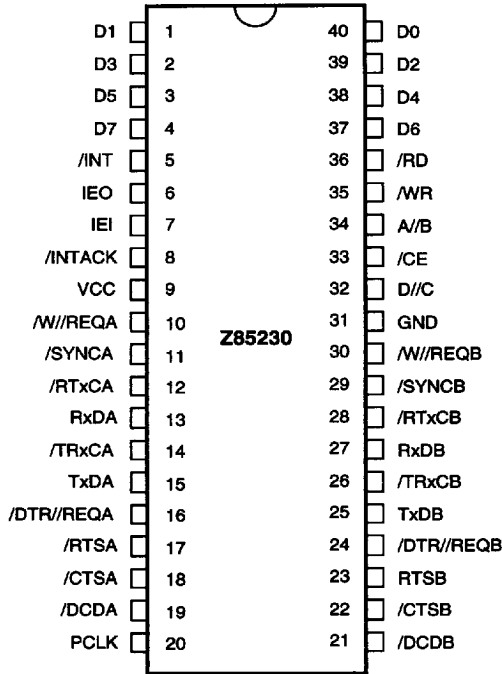 D1 1 40 D0
D3 2 39 D2
D5 3 38 D4
D7 4 37 D6
/INT 5 36 /RD
IEO 6 35 /WR
IEI 7 34 A//B
/INTACK 8 33 /CE
VCC 9 32 D//C
/W//REQA 10 31 GND
Z85230
/SYNCA 11 30 /W//REQB
/RTxCA 12 29 /SYNCB
RxDA 13 28 /RTxCB
/TRxCA 14 27 RxDB
TxDA 15 26 /TRxCB
/DTR//REQA 16 25 TxDB
/RTSA 17 24 /DTR//REQB
/CTSA 18 23 RTSB
/DCDA 19 22 /CTSB
PCLK 20 21 /DCDB